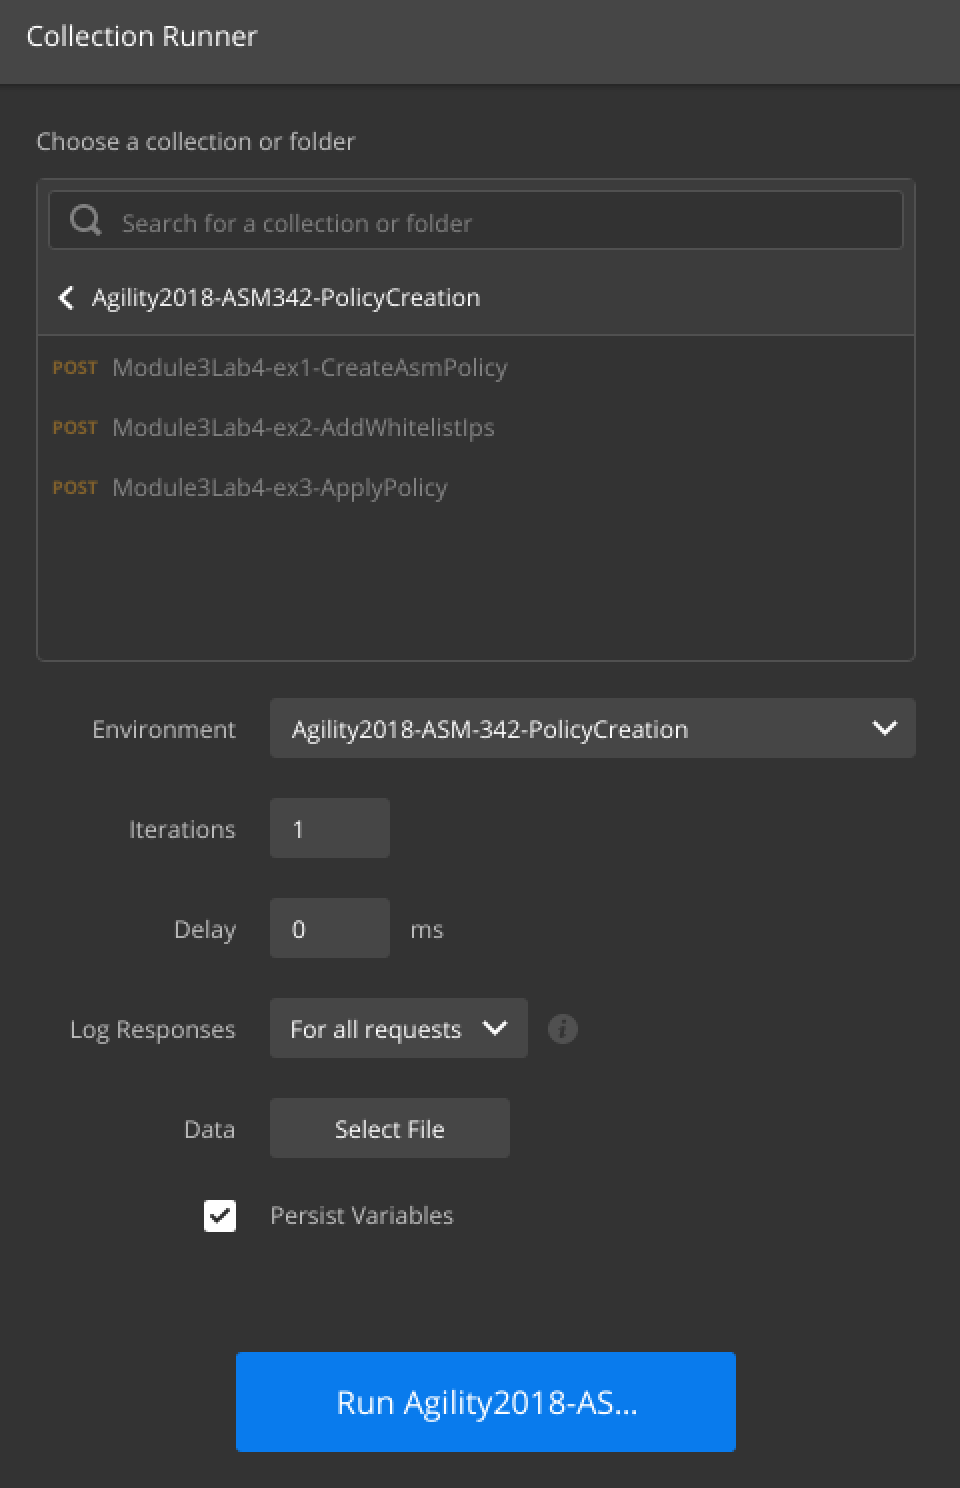 Collection Runner
Choose a collection or folder
Search for a collection or folder
Agility2018-ASM342-PolicyCreation
POST Module3Lab4-ex1-CreateAsmPolicy
POST Module3Lab4-ex2-AddWhitelistIps
POST Module3Lab4-ex3-ApplyPolicy
Environment Agility2018-ASM-342-PolicyCreation
Iterations 1
Delay 0 ms
Log Responses For all requests i
Data Select File
Persist Variables
Run Agility2018-AS...